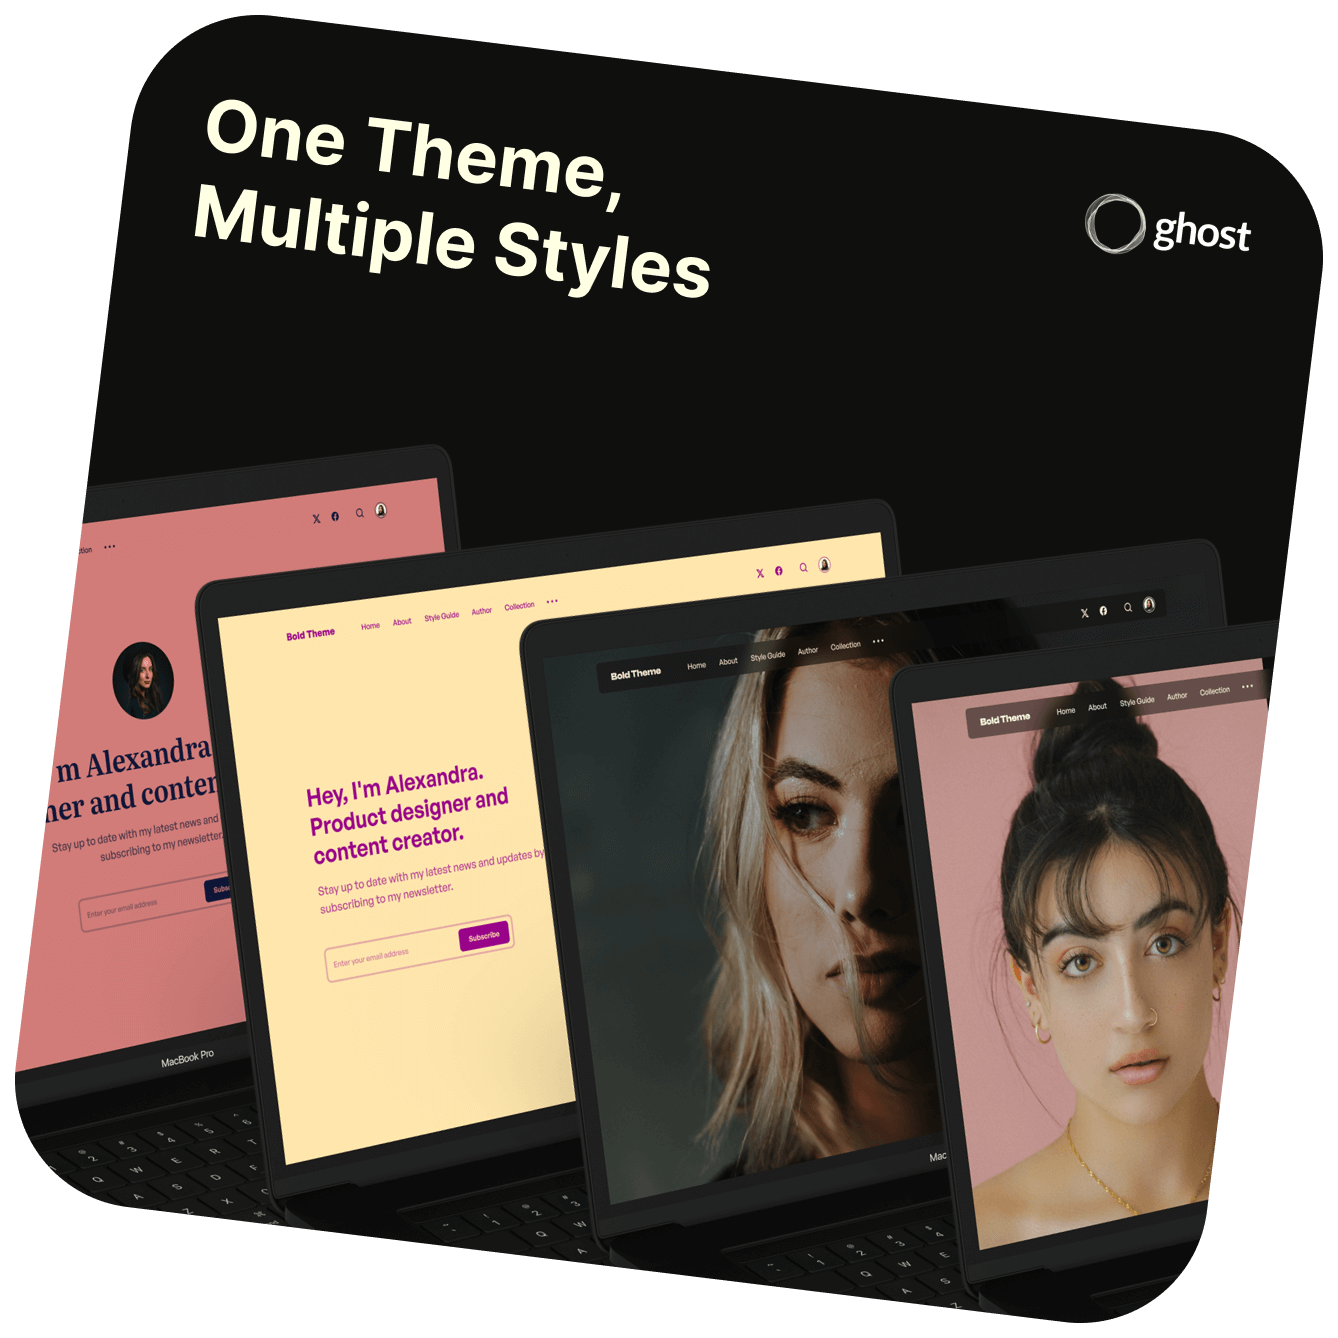 One Theme,
Multiple Styles
ghost
m Alexandra
ner and conten
Stay up to date with my latest news and
subscribing to my newsletter.
Enter your email address
MacBook Pro
Bold Theme
Home
About
Style Guide
Author
Collection
Hey, I'm Alexandra.
Product designer and
content creator.
Stay up to date with my latest news and updates by
subscribing to my newsletter.
Enter your email address
Subscribe
Bold Theme
Home
About
Style Guide
Author
Collection
Mac
Bold Theme
Home
About
Style Guide
Author
Collection